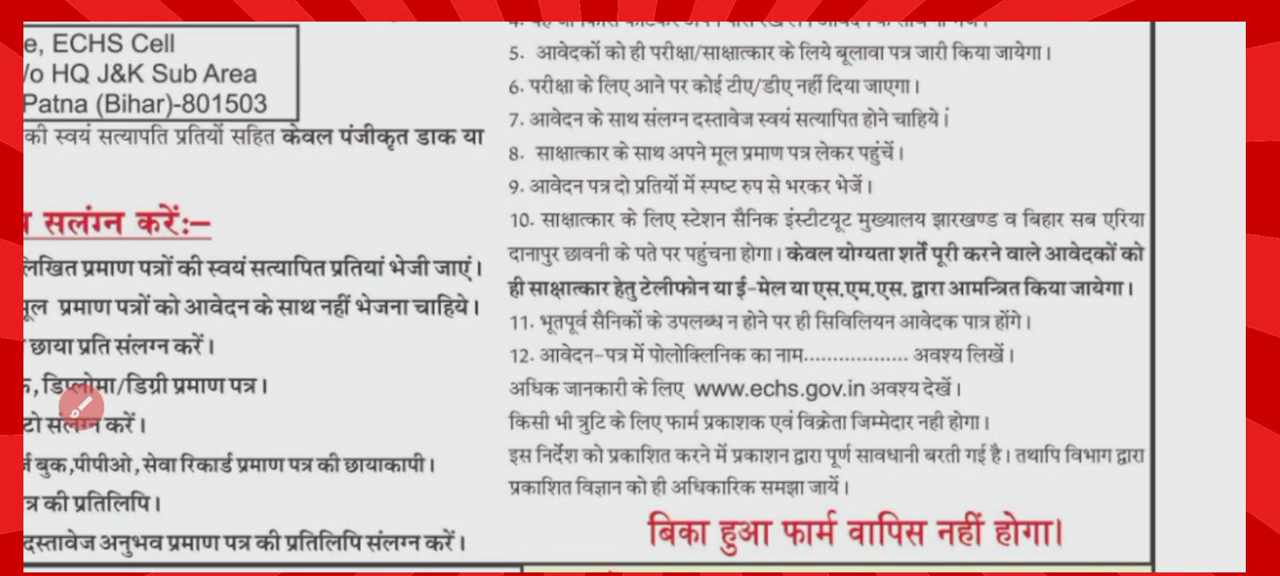 e, ECHS Cell
/o HQ J&K Sub Area
Patna (Bihar)-801503
की स्वयं सत्यापति प्रतियों सहित केवल पंजीकृत डाक या
सलंग्न करेंः–
लिखित प्रमाण पत्रों की स्वयं सत्यापित प्रतियां भेजी जाएं।
मूल प्रमाण पत्रों को आवेदन के साथ नहीं भेजना चाहिये।
छाया प्रति संलग्न करें।
डिप्लोमा/डिग्री प्रमाण पत्र।
टो संलग्न करें।
बुक,पीपीओ, सेवा रिकार्ड प्रमाण पत्र की छायाकापी।
त्र की प्रतिलिपि।
दस्तावेज अनुभव प्रमाण पत्र की प्रतिलिपि संलग्न करें।
5. आवेदकों को ही परीक्षा/साक्षात्कार के लिये बूलावा पत्र जारी किया जायेगा।
6. परीक्षा के लिए आने पर कोई टीए/डीए नहीं दिया जाएगा।
7. आवेदन के साथ संलग्न दस्तावेज स्वयं सत्यापित होने चाहिये।
8. साक्षात्कार के साथ अपने मूल प्रमाण पत्र लेकर पहुंचें।
9. आवेदन पत्र दो प्रतियों में स्पष्ट रुप से भरकर भेजें।
10. साक्षात्कार के लिए स्टेशन सैनिक इंस्टीटयूट मुख्यालय झारखण्ड व बिहार सब एरिया
दानापुर छावनी के पते पर पहुंचना होगा। केवल योग्यता शर्तें पूरी करने वाले आवेदकों को
ही साक्षात्कार हेतु टेलीफोन या ई-मेल या एस.एम.एस. द्वारा आमन्त्रित किया जायेगा।
11. भूतपूर्व सैनिकों के उपलब्ध न होने पर ही सिविलियन आवेदक पात्र होंगे।
12. आवेदन-पत्र में पोलोक्लिनिक का नाम.................. अवश्य लिखें।
अधिक जानकारी के लिए www.echs.gov.in अवश्य देखें।
किसी भी त्रुटि के लिए फार्म प्रकाशक एवं विक्रेता जिम्मेदार नही होगा।
इस निर्देश को प्रकाशित करने में प्रकाशन द्वारा पूर्ण सावधानी बरती गई है। तथापि विभाग द्वारा
प्रकाशित विज्ञान को ही अधिकारिक समझा जायें।
बिका हुआ फार्म वापिस नहीं होगा।